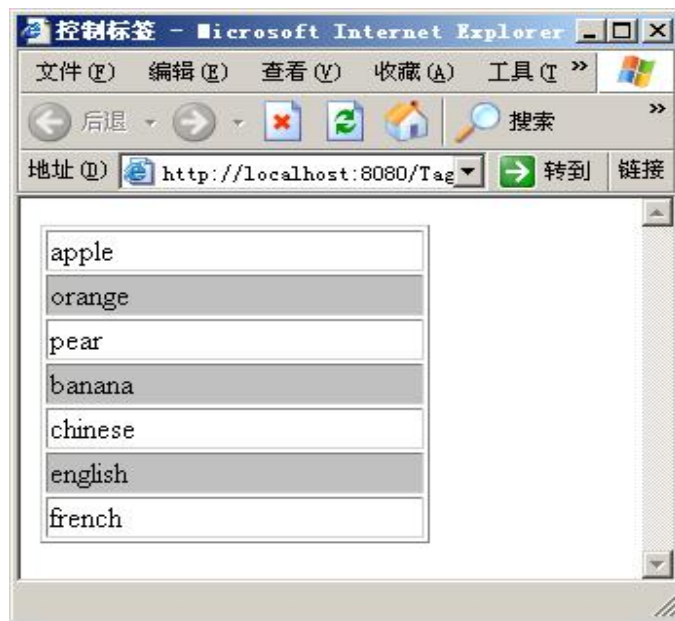 控制标签 - Microsoft Internet Explorer
文件(F) 编辑(E) 查看(V) 收藏(A) 工具(T »
后退 搜索 »
地址(D) http://localhost:8080/Tag 转到 链接
apple
orange
pear
banana
chinese
english
french